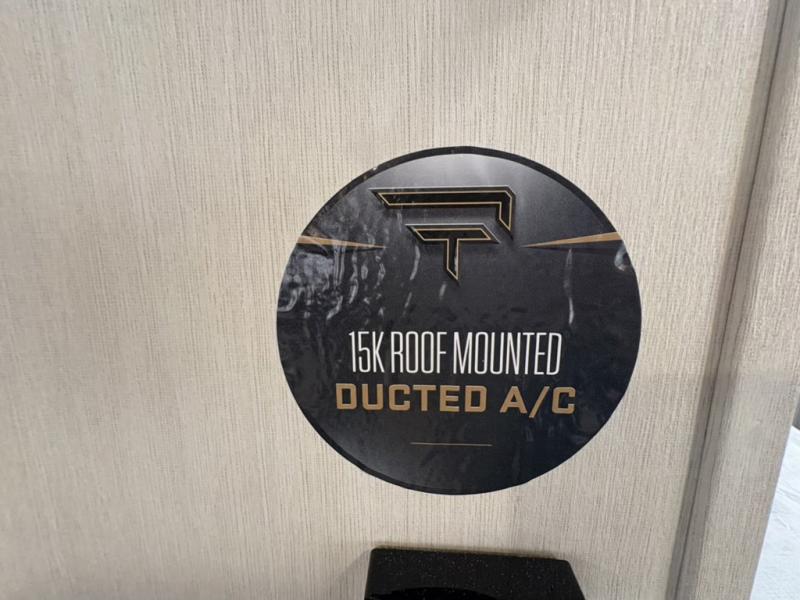 15K ROOF MOUNTED
DUCTED A/C